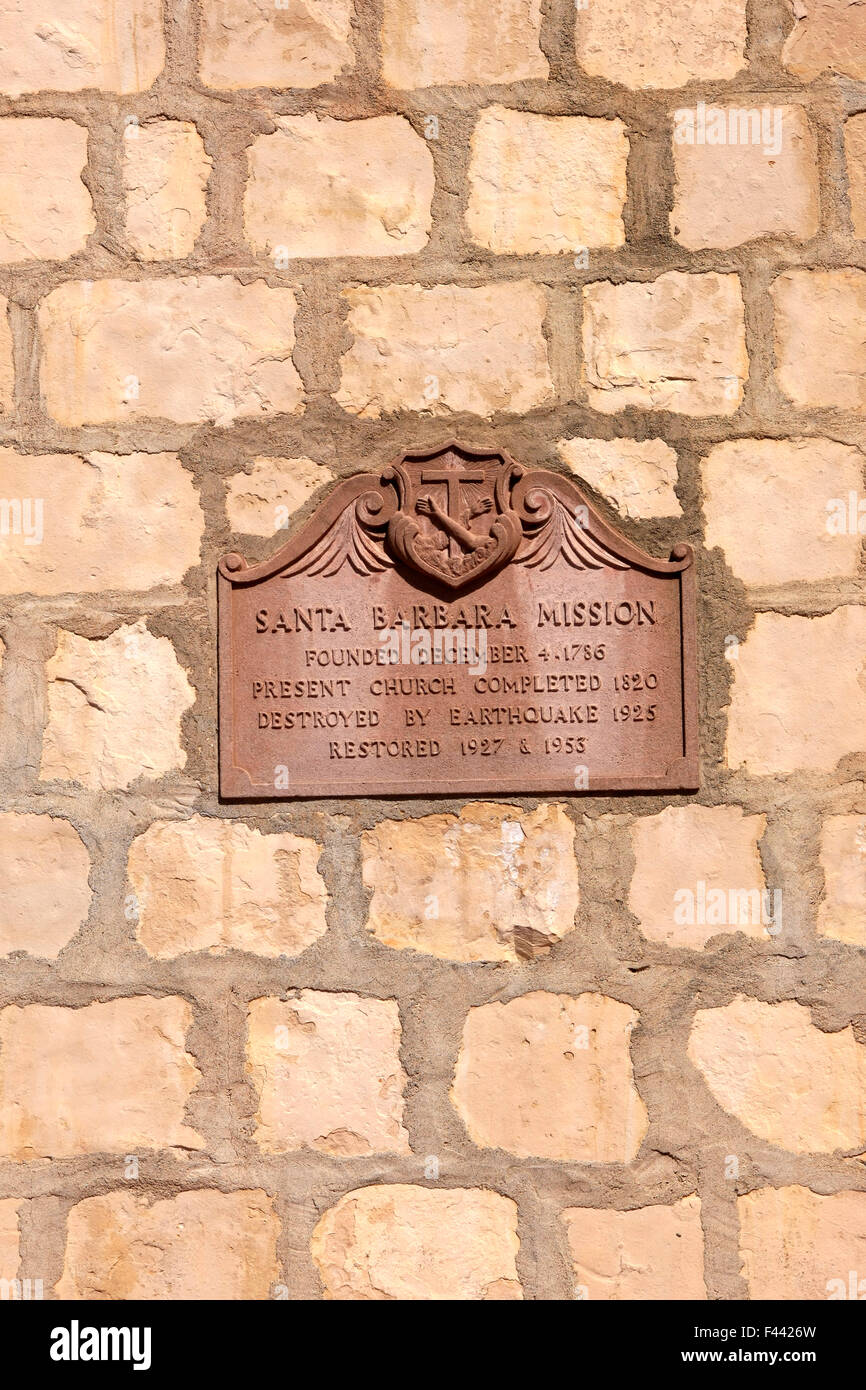 SANTA BARBARA MISSION
FOUNDED DECEMBER 4.1786
PRESENT CHURCH COMPLETED 1820
DESTROYED BY EARTHQUAKE 1925
RESTORED 1927 & 1953
alamy
Image ID: F4426W
www.alamy.com